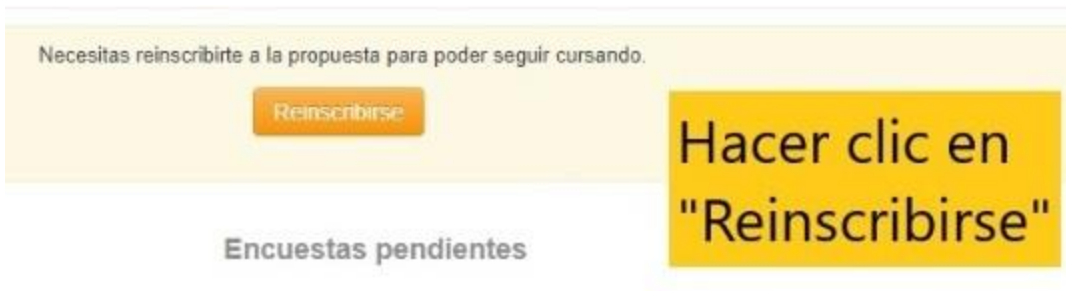 Necesitas reinscribirte a la propuesta para poder seguir cursando.
Reinscribirse
Hacer clic en
"Reinscribirse"
Encuestas pendientes